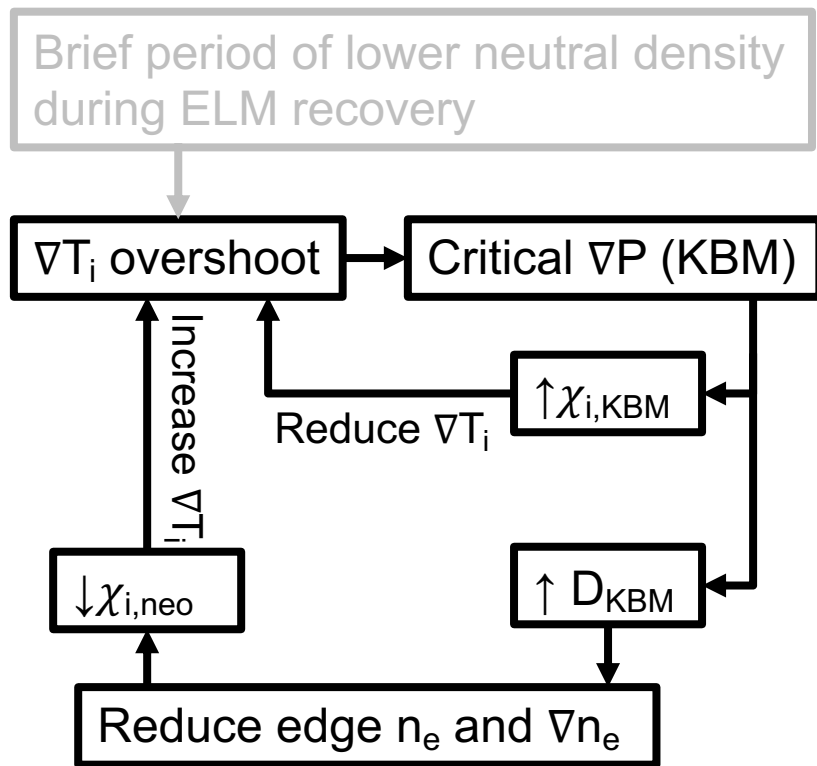 Brief period of lower neutral density
during ELM recovery
∇Tᵢ overshoot
Critical ∇P (KBM)
Increase ∇Tᵢ
↑χi,KBM
Reduce ∇Tᵢ
↓χi,neo
↑ DKBM
Reduce edge nₑ and ∇nₑ